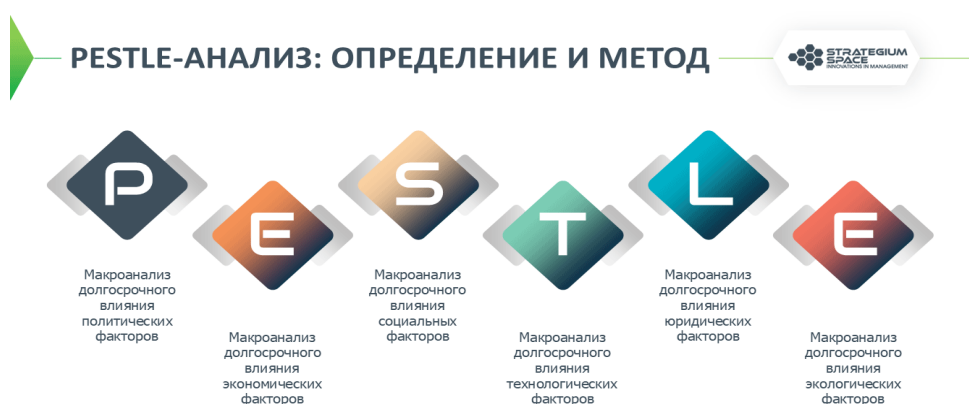 PESTLE-АНАЛИЗ: ОПРЕДЕЛЕНИЕ И МЕТОД
STRATEGIUM
SPACE
INNOVATIONS IN MANAGEMENT
P
E
S
T
L
E
Макроанализ
долгосрочного
влияния
политических
факторов
Макроанализ
долгосрочного
влияния
экономических
факторов
Макроанализ
долгосрочного
влияния
социальных
факторов
Макроанализ
долгосрочного
влияния
технологических
факторов
Макроанализ
долгосрочного
влияния
юридических
факторов
Макроанализ
долгосрочного
влияния
экологических
факторов